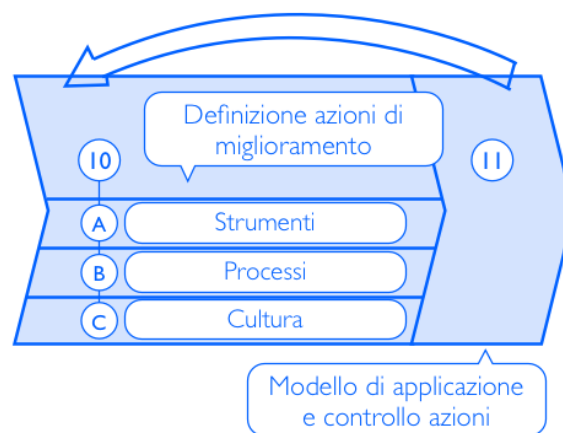 Definizione azioni di
miglioramento
10
11
A
Strumenti
B
Processi
C
Cultura
Modello di applicazione
e controllo azioni